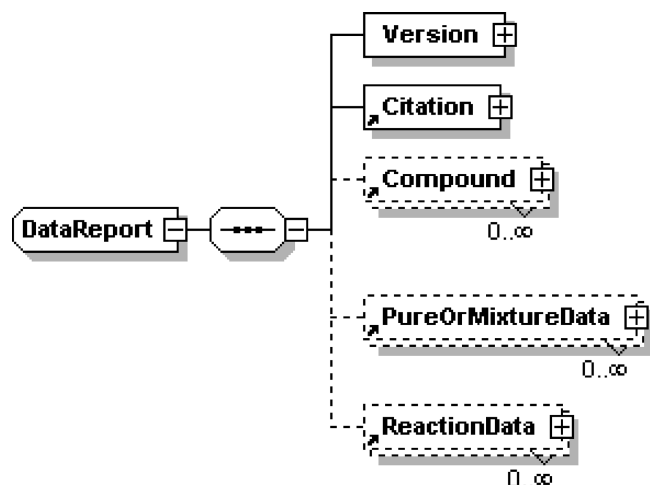 Version
Citation
Compound
0..∞
DataReport
PureOrMixtureData
0..∞
ReactionData
0..∞